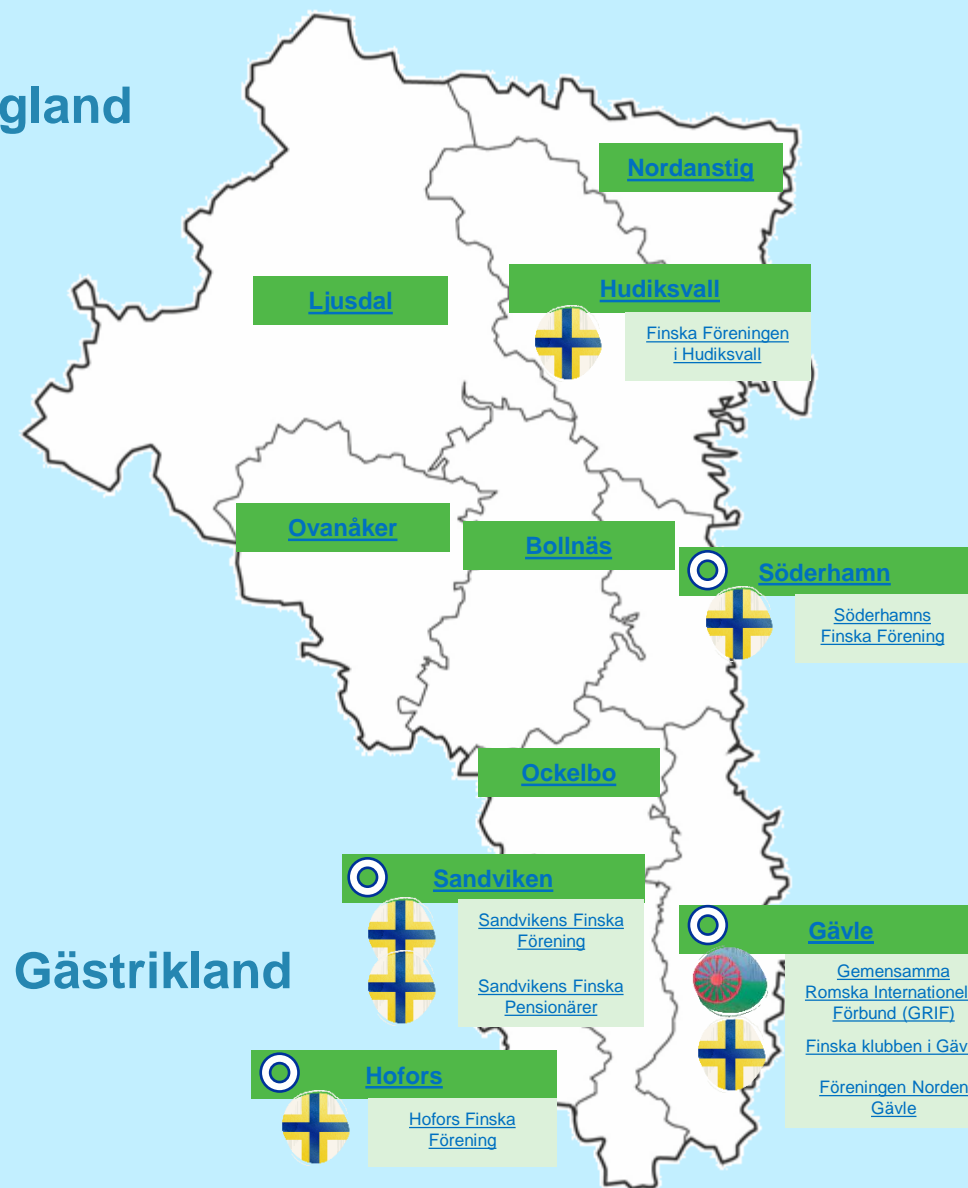 gland
Nordanstig
Hudiksvall
Ljusdal
Finska Föreningen
i Hudiksvall
Ovanåker
Bollnäs
Söderhamn
Söderhamns
Finska Förening
Ockelbo
Sandviken
Sandvikens Finska
Förening
Sandvikens Finska
Pensionärer
Gästrikland
Gävle
Gemensamma
Romska Internationel
Förbund (GRIF)
Finska klubben i Gäv
Föreningen Norden
Gävle
Hofors
Hofors Finska
Förening